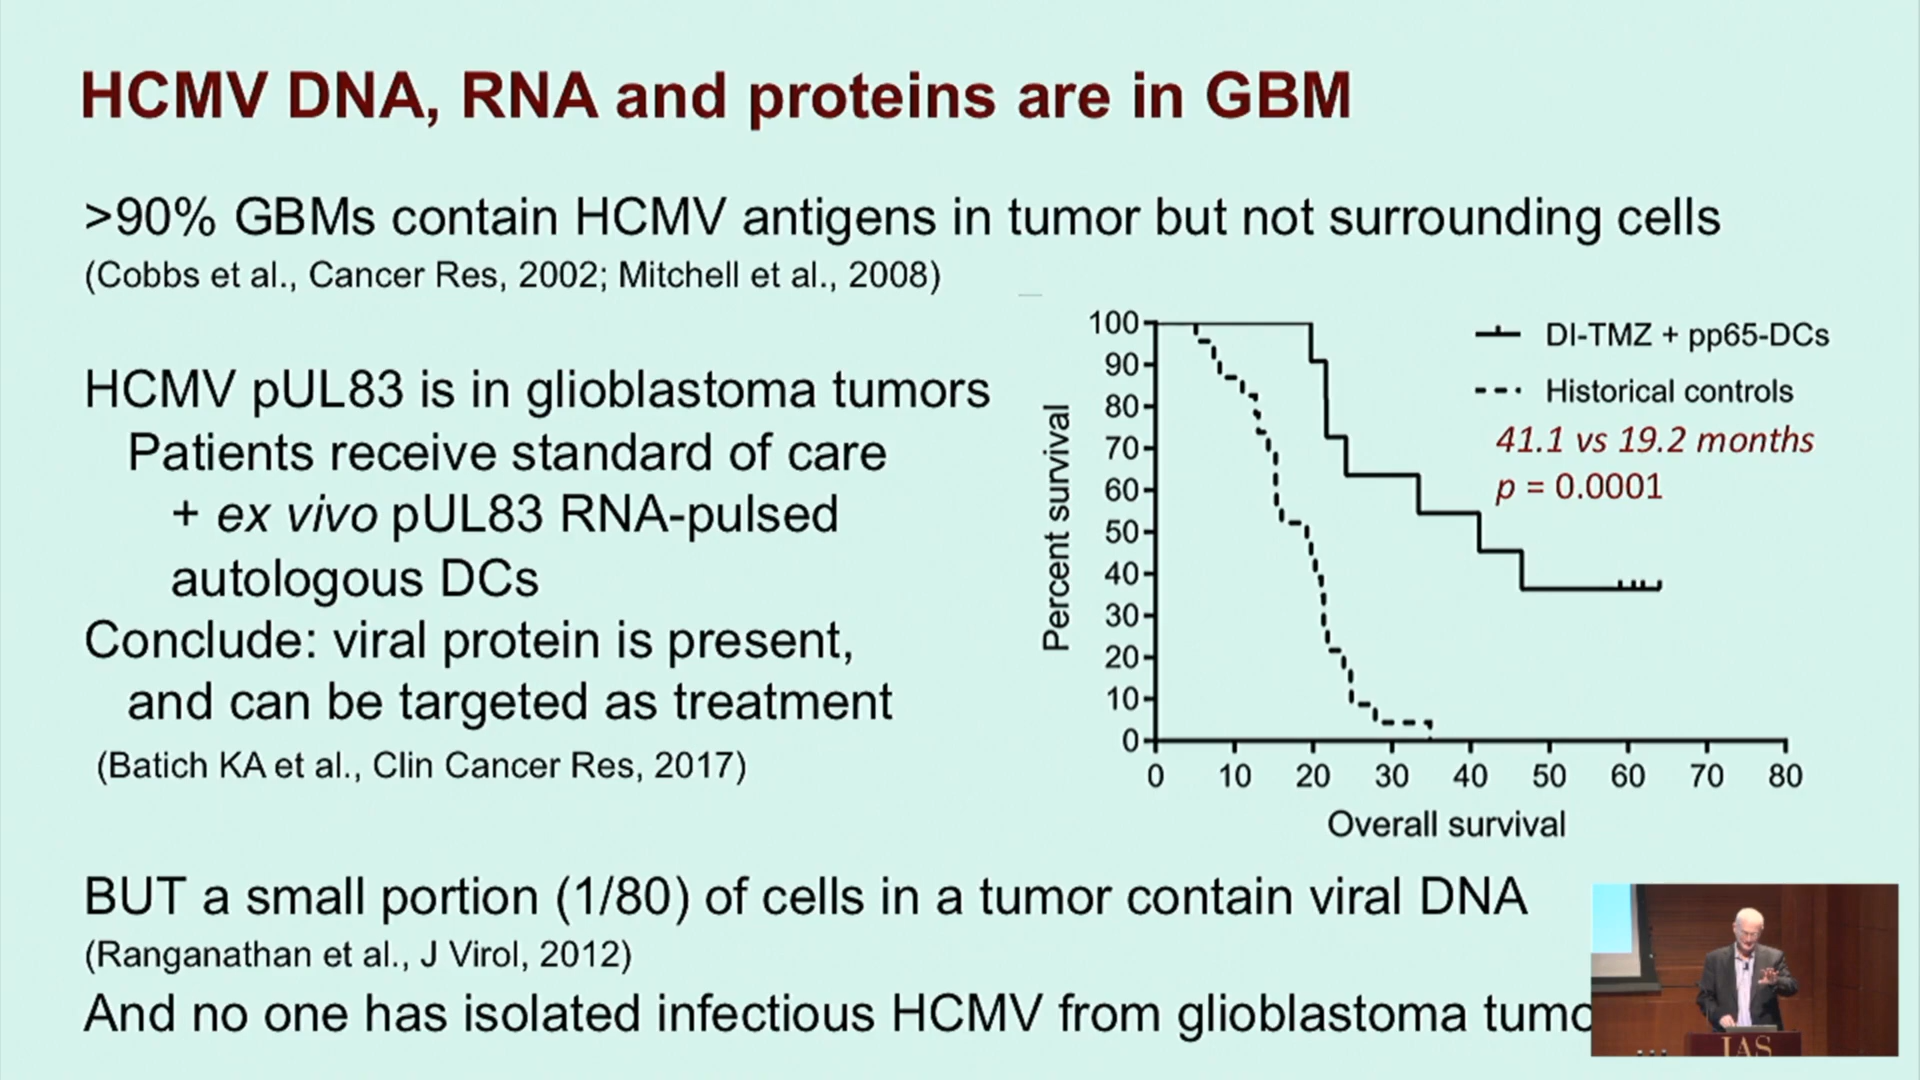 HCMV DNA, RNA and proteins are in GBM
>90% GBMs contain HCMV antigens in tumor but not surrounding cells
(Cobbs et al., Cancer Res, 2002; Mitchell et al., 2008)
HCMV pUL83 is in glioblastoma tumors
Patients receive standard of care
+ ex vivo pUL83 RNA-pulsed
autologous DCs
Conclude: viral protein is present,
and can be targeted as treatment
(Batich KA et al., Clin Cancer Res, 2017)
Percent survival
100
90
80
70
60
50
40
30
20
10
0
0 10 20 30 40 50 60 70 80
Overall survival
DI-TMZ + pp65-DCs
Historical controls
41.1 vs 19.2 months
p = 0.0001
BUT a small portion (1/80) of cells in a tumor contain viral DNA
(Ranganathan et al., J Virol, 2012)
And no one has isolated infectious HCMV from glioblastoma
IAS